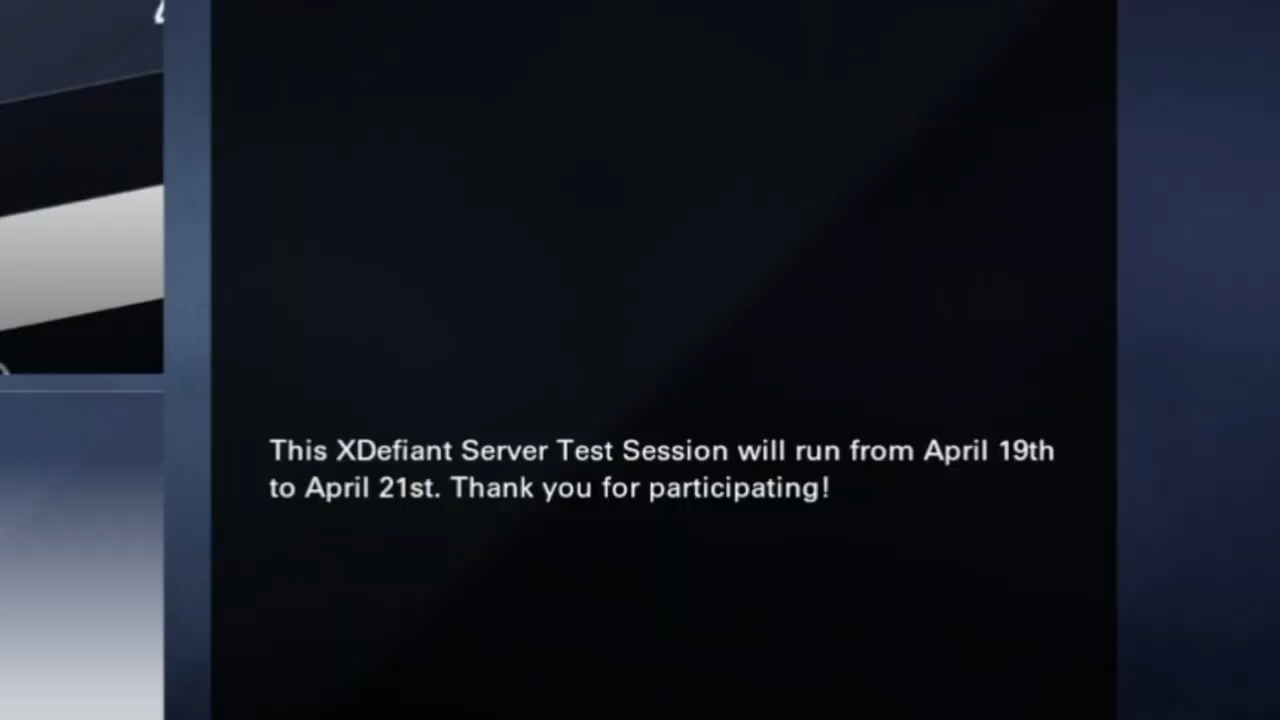 This XDefiant Server Test Session will run from April 19th
to April 21st. Thank you for participating!